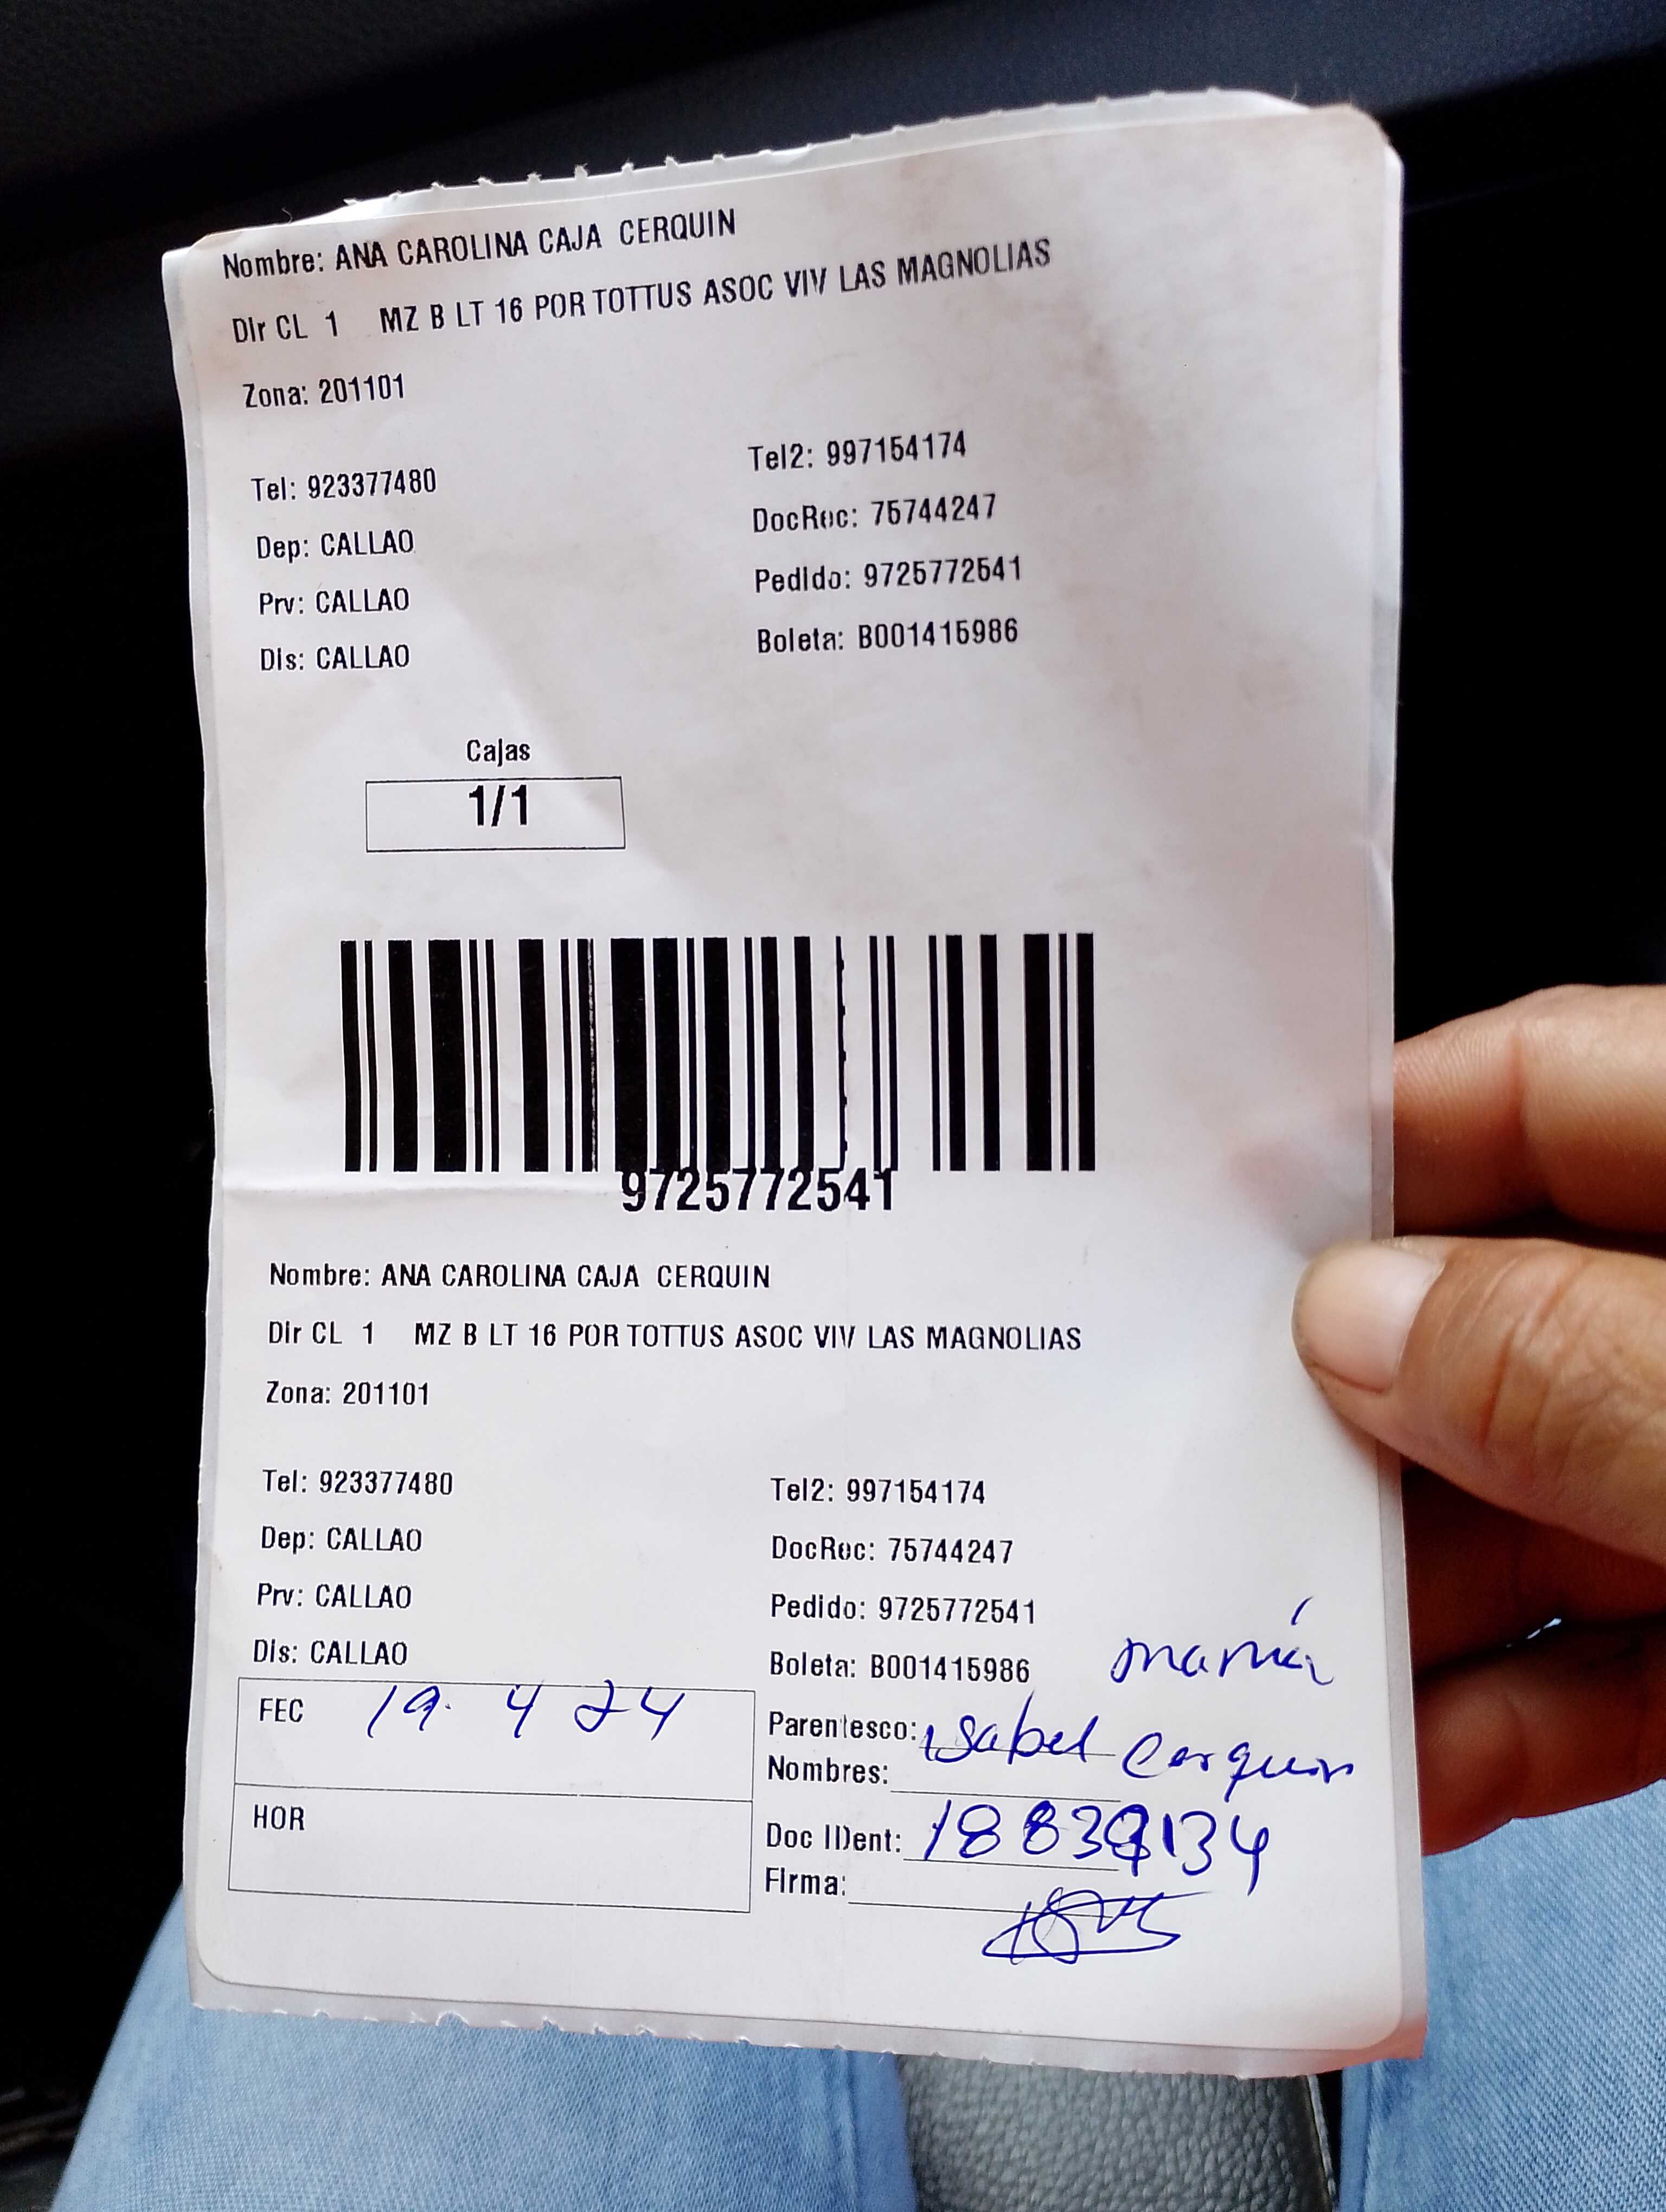 Nombre: ANA CAROLINA CAJA CERQUIN
Dir CL 1 MZ B LT 16 POR TOTTUS ASOC VIV LAS MAGNOLIAS
Zona: 201101
Tel: 923377480 Tel2: 997154174
Dep: CALLAO DocRec: 75744247
Prv: CALLAO Pedido: 9725772541
Dis: CALLAO Boleta: B001415986
Cajas
1/1
9725772541
Nombre: ANA CAROLINA CAJA CERQUIN
Dir CL 1 MZ B LT 16 POR TOTTUS ASOC VIV LAS MAGNOLIAS
Zona: 201101
Tel: 923377480 Tel2: 997154174
Dep: CALLAO DocRec: 75744247
Prv: CALLAO Pedido: 9725772541
Dis: CALLAO Boleta: B001415986
FEC 19. 4 24 Parentesco: Isabel Cerquin
Nombres:
HOR Doc IDent:
Firma: